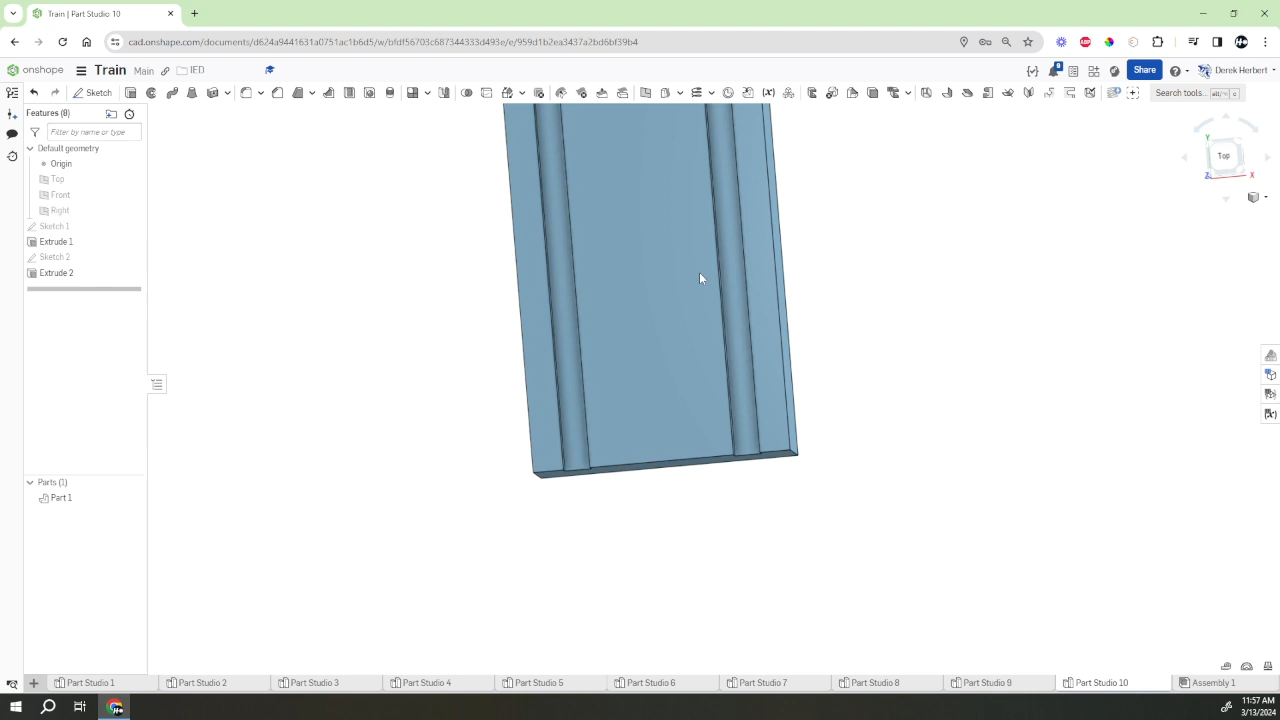 Train | Part Studio 10
cad.onshape.com/documents/d624a9441631a0751ac1b6d5/w/bfdf56703c687344333d493e/e/959d1b2ea3437a2bd6bf39b4
onshape Train Main IED
Share
Derek Herbert
Sketch
Search tools...
Features (8)
Filter by name or type
Default geometry
Origin
Top
Front
Right
Sketch 1
Extrude 1
Sketch 2
Extrude 2
Top
Y
Z
X
Parts (1)
Part 1
Part Studio 1
Part Studio 2
Part Studio 3
Part Studio 4
Part Studio 5
Part Studio 6
Part Studio 7
Part Studio 8
Part Studio 9
Part Studio 10
Assembly 1
11:57 AM
3/13/2024